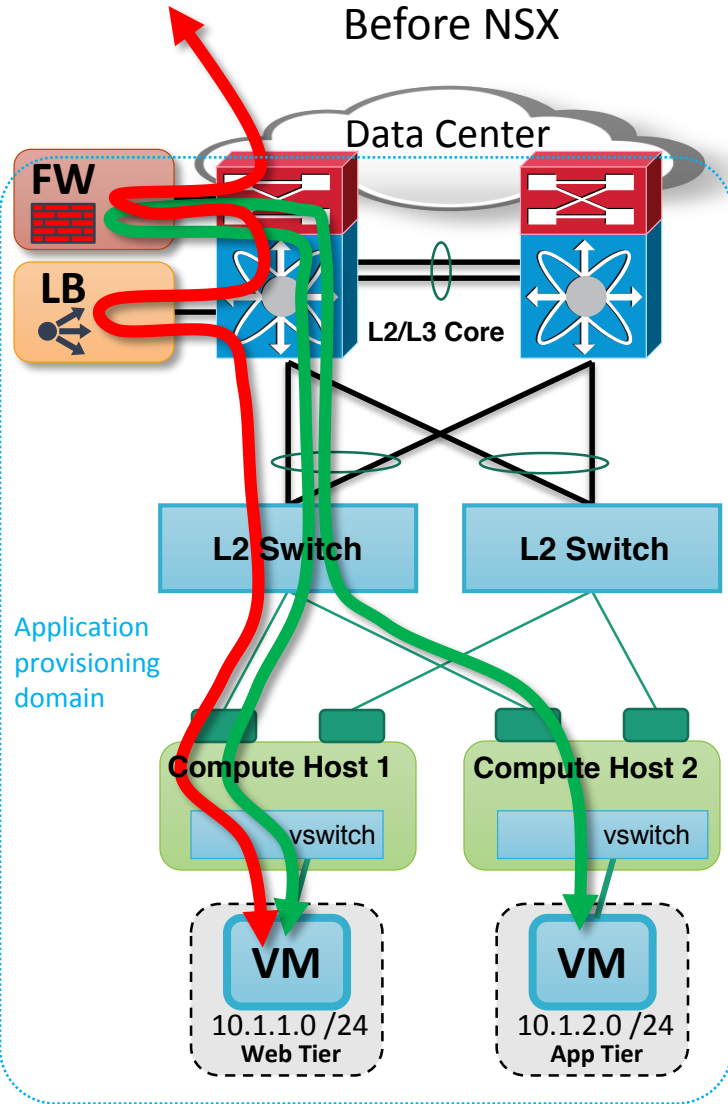 Before NSX
Data Center
FW
LB
L2/L3 Core
L2 Switch
L2 Switch
Application
provisioning
domain
Compute Host 1
Compute Host 2
vswitch
vswitch
VM
VM
10.1.1.0 /24
Web Tier
10.1.2.0 /24
App Tier